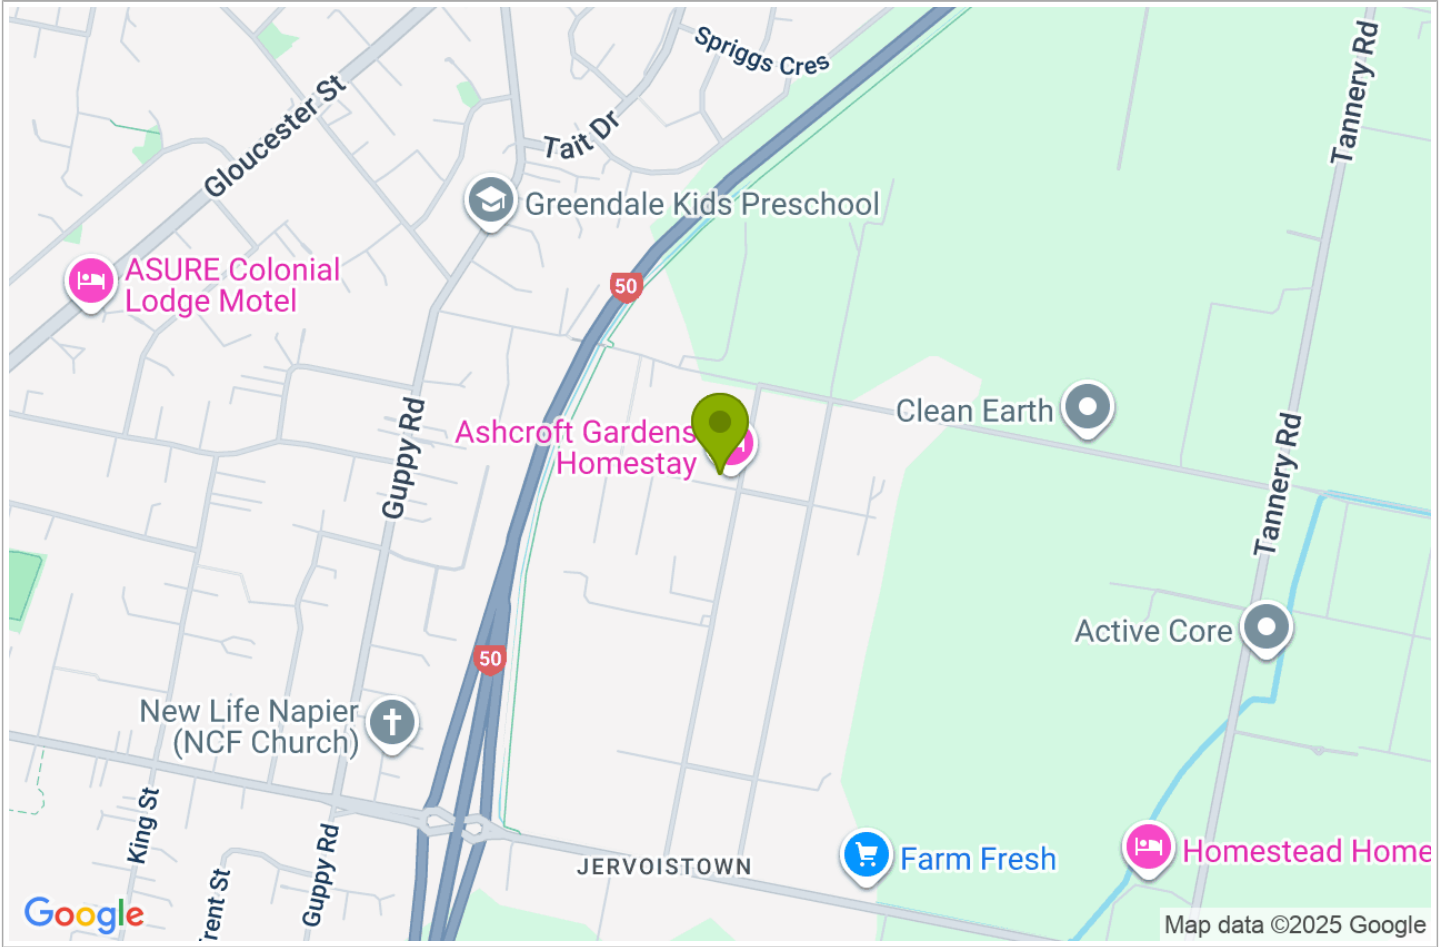 Spriggs Cres
Tannery Rd
Gloucester St
Tait Dr
Greendale Kids Preschool
ASURE Colonial
Lodge Motel
50
Guppy Rd
Ashcroft Gardens
Homestay
Clean Earth
Tannery Rd
Active Core
50
New Life Napier
(NCF Church)
King St
Guppy Rd
Trent St
JERVOISTOWN
Farm Fresh
Homestead Home
Google
Map data ©2025 Google